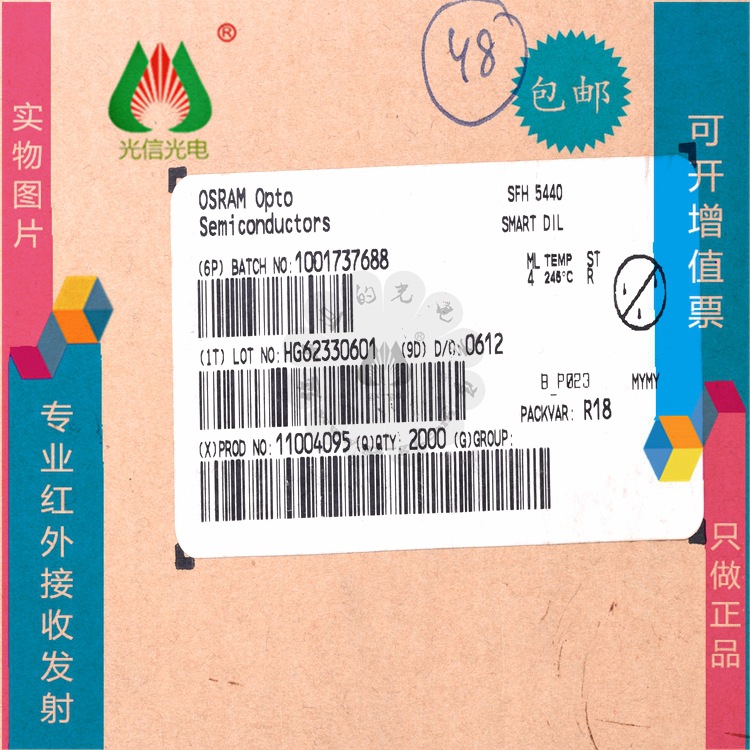 ®
光信光电
48
包邮
实物图片
可开增值票
OSRAM Opto
Semiconductors
SFH 5440
SMART DIL
(6P) BATCH NO: 1001737688
ML TEMP ST
4 245°C R
(1T) LOT NO: HG62330601 (9D) D/C: 0612
B_P023 MYMY
PACKVAR: R18
(X)PROD NO: 11004095 (Q)QTY: 2000 (G)GROUP:
的光电
®
专业红外接收发射
只做正品